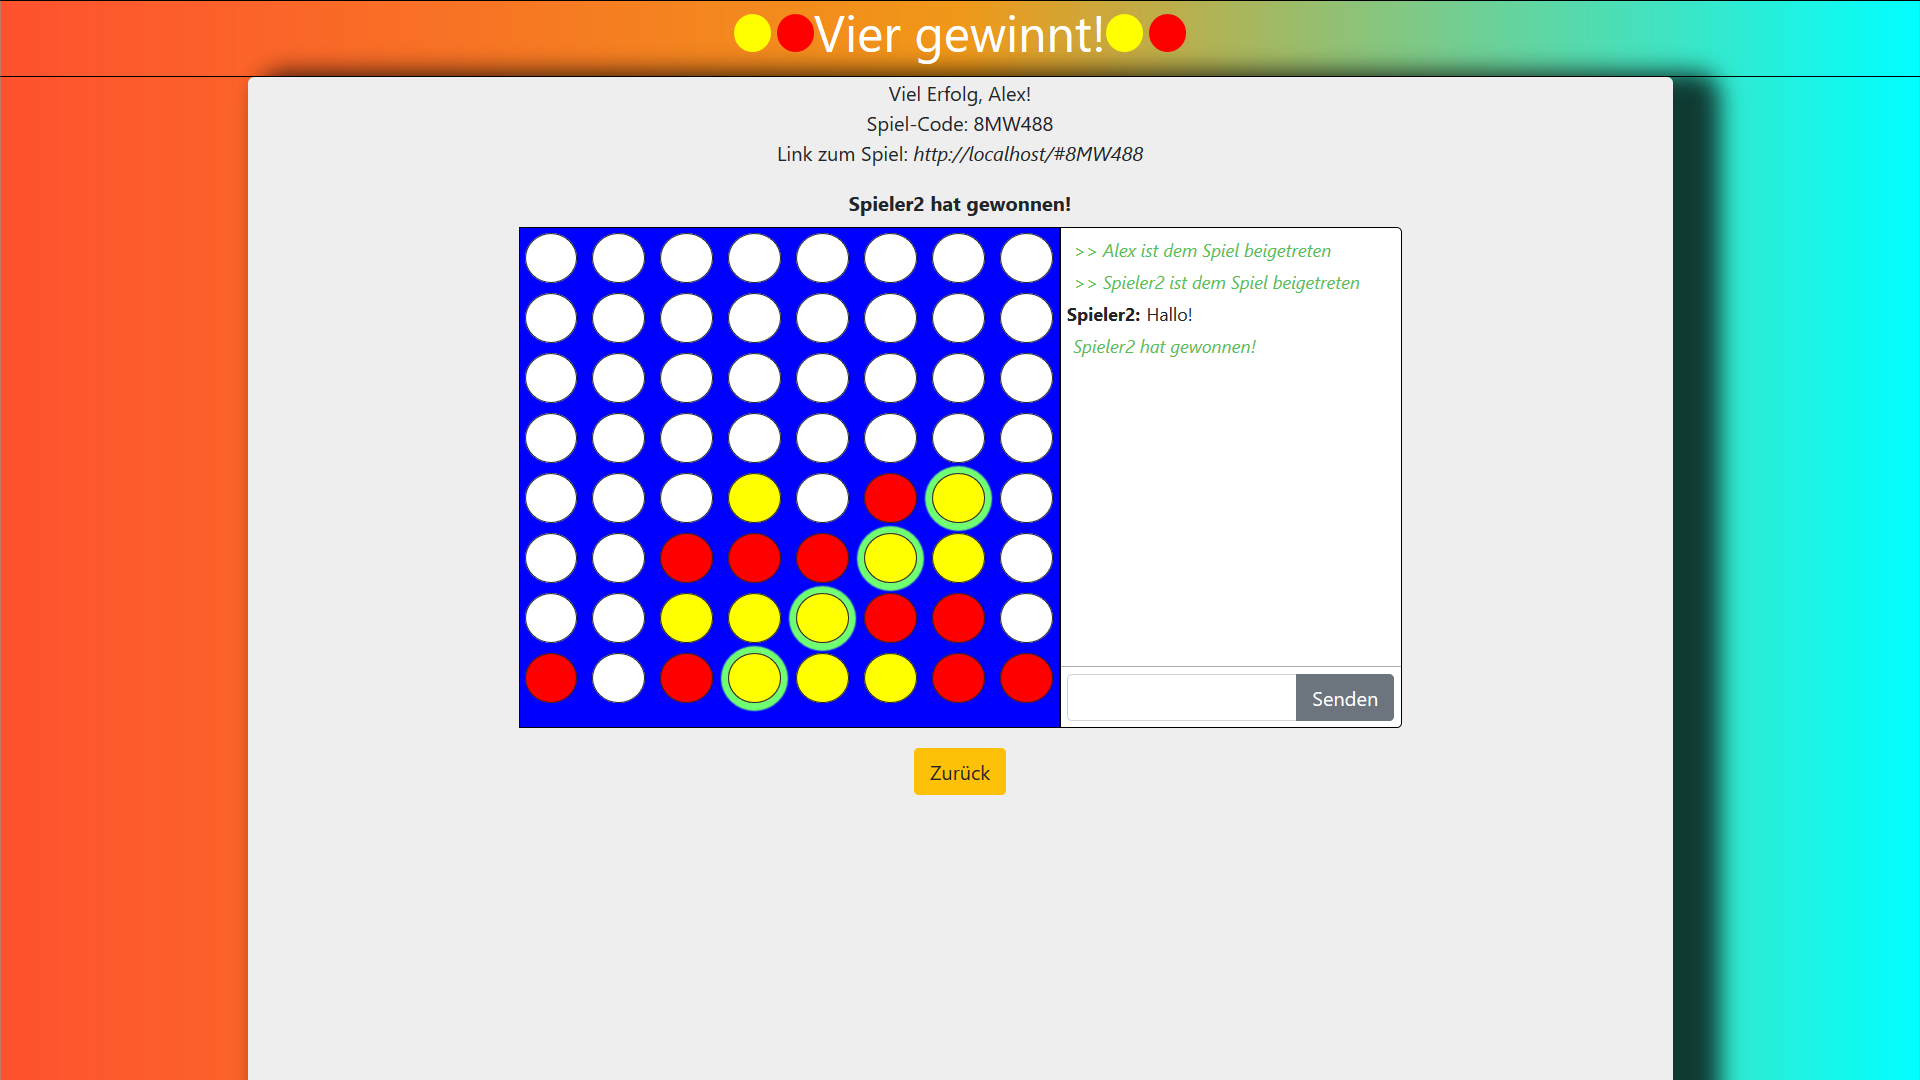 Vier gewinnt!
Viel Erfolg, Alex!
Spiel-Code: 8MW488
Link zum Spiel: http://localhost/#8MW488
Spieler2 hat gewonnen!
>> Alex ist dem Spiel beigetreten
>> Spieler2 ist dem Spiel beigetreten
Spieler2: Hallo!
Spieler2 hat gewonnen!
Senden
Zurück